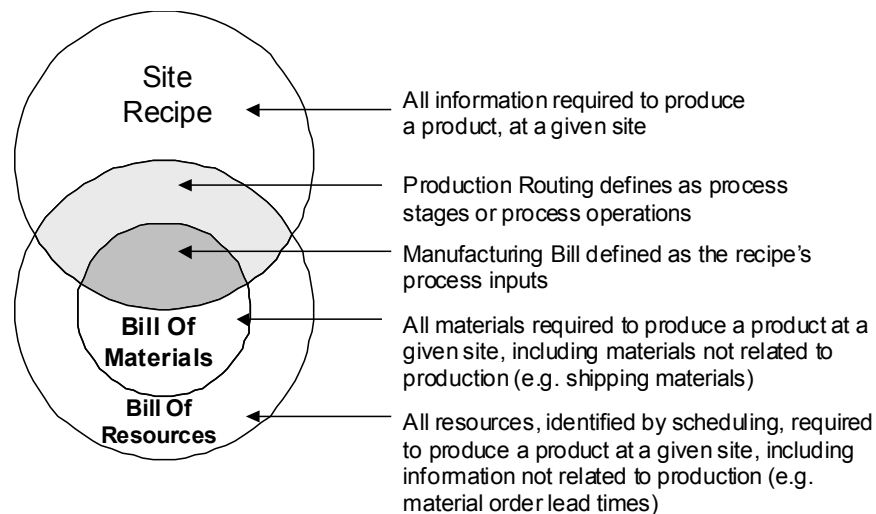 Site
Recipe
All information required to produce
a product, at a given site
Production Routing defines as process
stages or process operations
Manufacturing Bill defined as the recipe’s
process inputs
Bill Of
Materials
All materials required to produce a product at a
given site, including materials not related to
production (e.g. shipping materials)
Bill Of
Resources
All resources, identified by scheduling, required
to produce a product at a given site, including
information not related to production (e.g.
material order lead times)